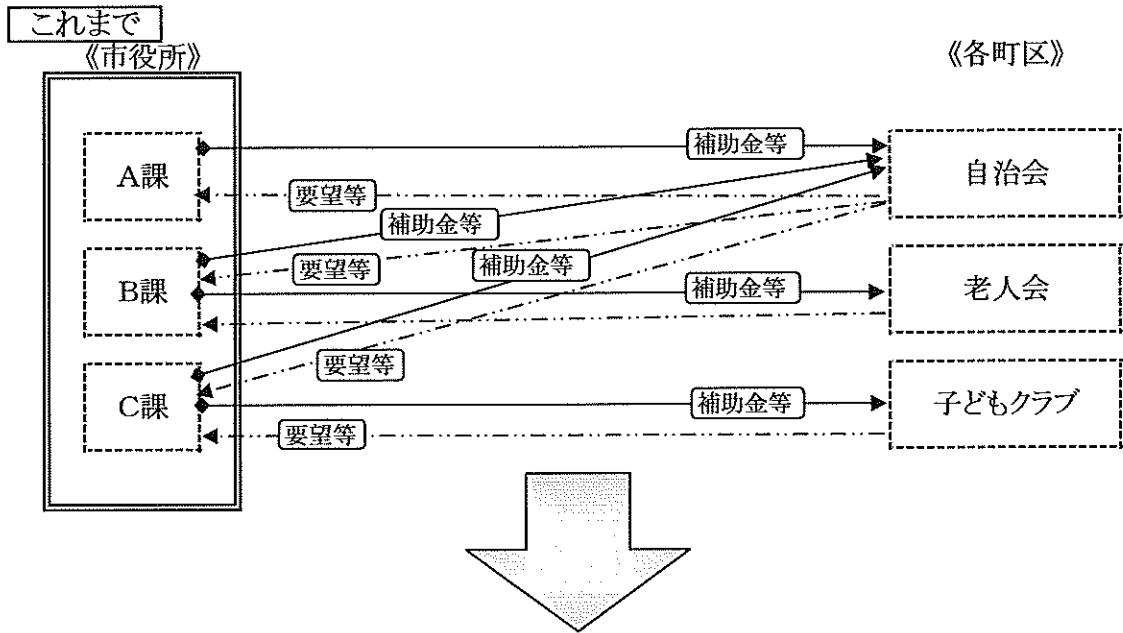 これまで
《市役所》
《各町区》
A課
補助金等
自治会
要望等
補助金等
要望等
補助金等
B課
補助金等
老人会
要望等
C課
補助金等
子どもクラブ
要望等